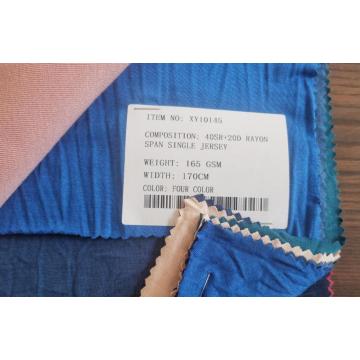 ITEM NO: XY10145
COMPOSITION: 40SR+20D RAYON
SPAN SINGLE JERSEY
WEIGHT: 165 GSM
WIDTH: 170CM
COLOR: FOUR COLOR